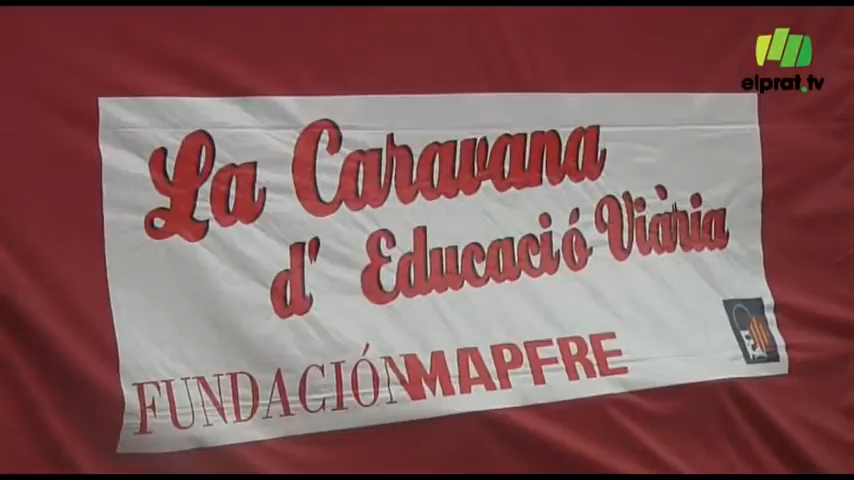 elprat.tv
La Caravana
d'Educació Viària
FUNDACIÓN MAPFRE